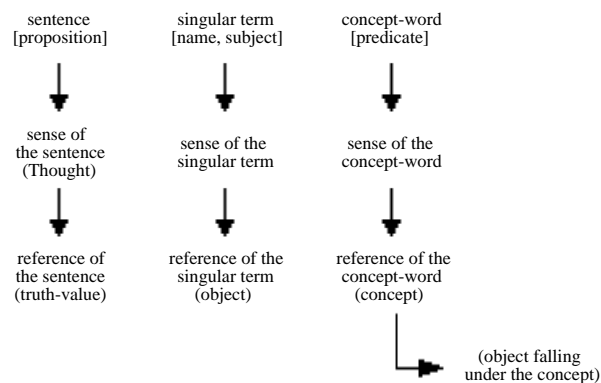 sentence
[proposition]
singular term
[name, subject]
concept-word
[predicate]
sense of
the sentence
(Thought)
sense of the
singular term
sense of the
concept-word
reference of
the sentence
(truth-value)
reference of the
singular term
(object)
reference of the
concept-word
(concept)
(object falling
under the concept)